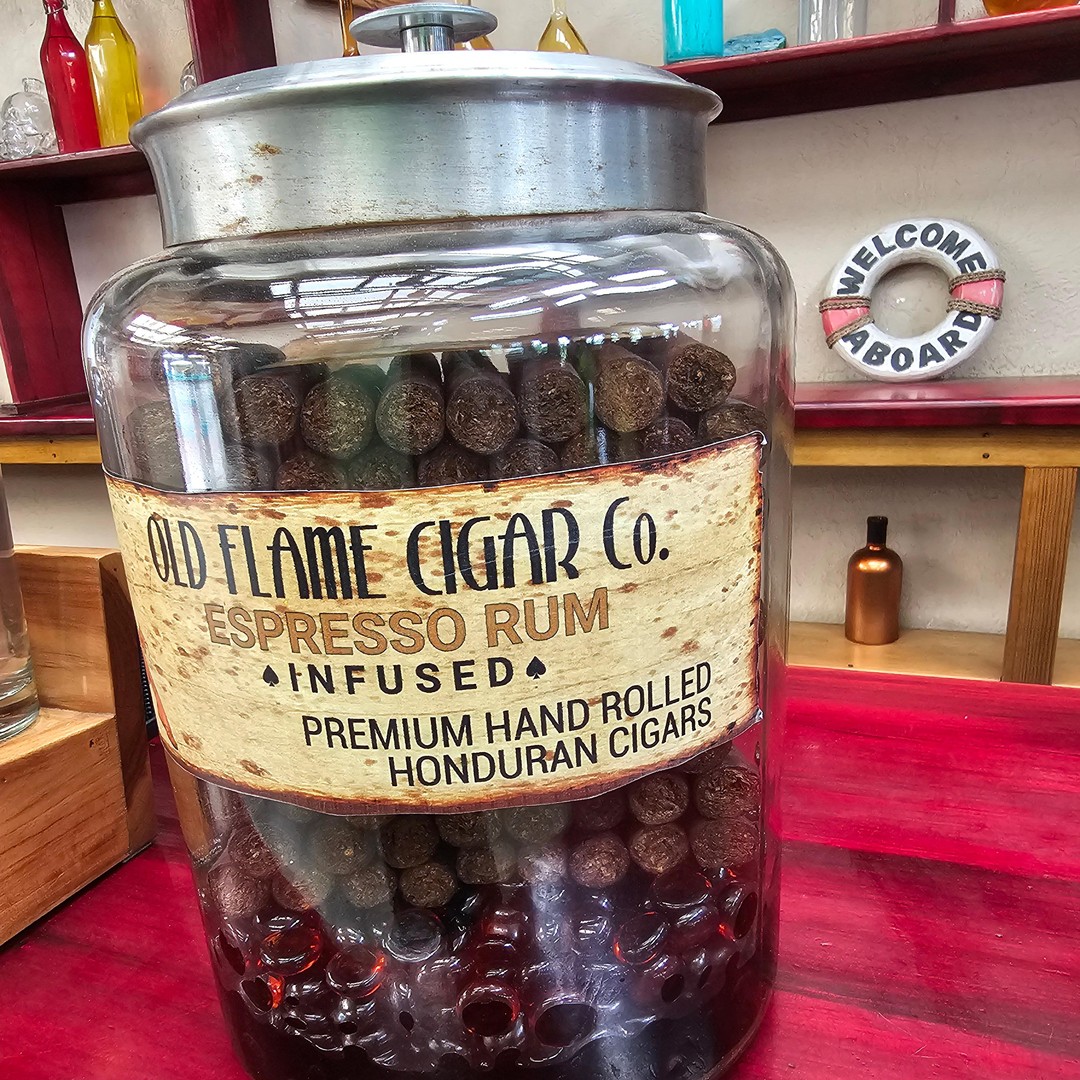 WELCOME
ABOARD
OLD FLAME CIGAR Co.
ESPRESSO RUM
♠INFUSED♠
PREMIUM HAND ROLLED
HONDURAN CIGARS